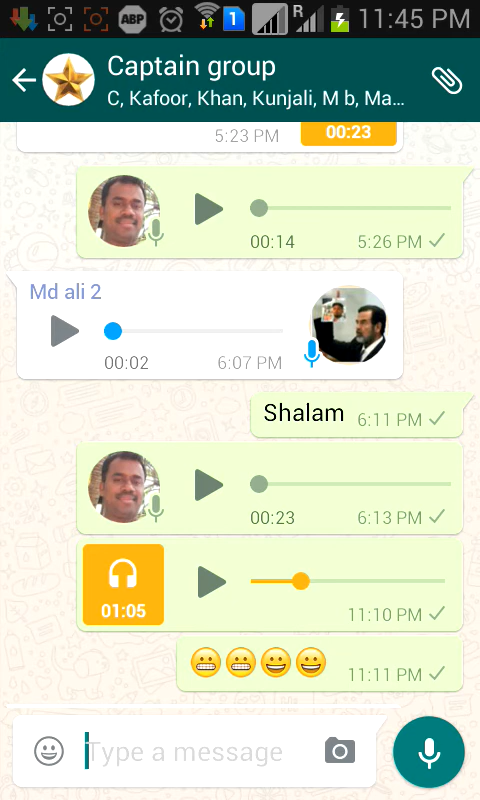 ABP
1
R
11:45 PM
Captain group
C, Kafoor, Khan, Kunjali, M b, Ma...
5:23 PM
00:23
00:14
5:26 PM
Md ali 2
00:02
6:07 PM
Shalam
6:11 PM
00:23
6:13 PM
01:05
11:10 PM
11:11 PM
Type a message